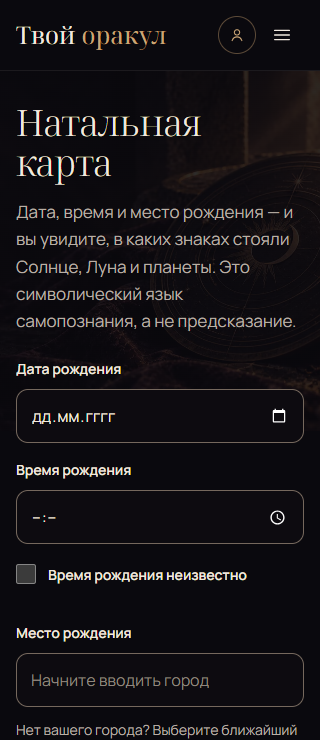 Твой оракул
Натальная
карта
Дата, время и место рождения — и
вы увидите, в каких знаках стояли
Солнце, Луна и планеты. Это
символический язык
самопознания, а не предсказание.
Дата рождения
дд.мм.гггг
Время рождения
--:--
Время рождения неизвестно
Место рождения
Начните вводить город
Нет вашего города? Выберите ближайший